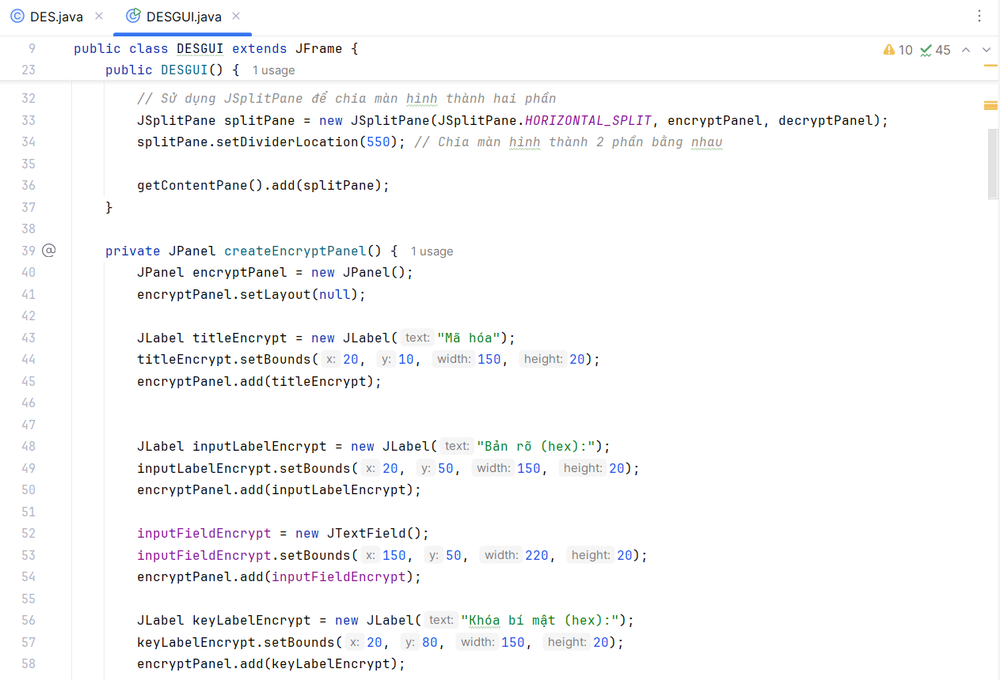 DES.java
DESGUI.java
10 45
9 public class DESGUI extends JFrame {
23 public DESGUI() { 1 usage
32 // Sử dụng JSplitPane để chia màn hình thành hai phần
33 JSplitPane splitPane = new JSplitPane(JSplitPane.HORIZONTAL_SPLIT, encryptPanel, decryptPanel);
34 splitPane.setDividerLocation(550); // Chia màn hình thành 2 phần bằng nhau
35
36 getContentPane().add(splitPane);
37 }
38
39 @ private JPanel createEncryptPanel() { 1 usage
40 JPanel encryptPanel = new JPanel();
41 encryptPanel.setLayout(null);
42
43 JLabel titleEncrypt = new JLabel( text: "Mã hóa");
44 titleEncrypt.setBounds( x: 20, y: 10, width: 150, height: 20);
45 encryptPanel.add(titleEncrypt);
46
47
48 JLabel inputLabelEncrypt = new JLabel( text: "Bản rõ (hex):");
49 inputLabelEncrypt.setBounds( x: 20, y: 50, width: 150, height: 20);
50 encryptPanel.add(inputLabelEncrypt);
51
52 inputFieldEncrypt = new JTextField();
53 inputFieldEncrypt.setBounds( x: 150, y: 50, width: 220, height: 20);
54 encryptPanel.add(inputFieldEncrypt);
55
56 JLabel keyLabelEncrypt = new JLabel( text: "Khóa bí mật (hex):");
57 keyLabelEncrypt.setBounds( x: 20, y: 80, width: 150, height: 20);
58 encryptPanel.add(keyLabelEncrypt);